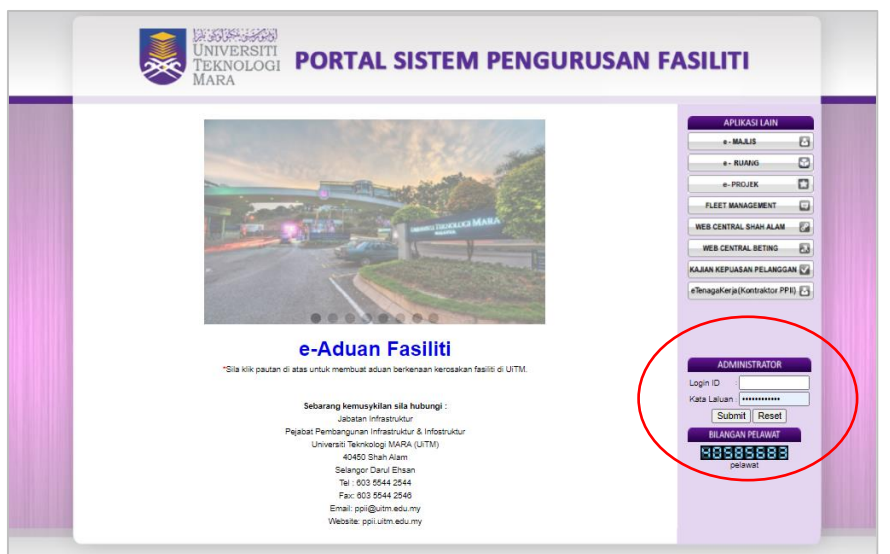 UNIVERSITI
TEKNOLOGI
MARA
PORTAL SISTEM PENGURUSAN FASILITI
UNIVERSITI TEKNOLOGI MARA
e-Aduan Fasiliti
*Sila klik pautan di atas untuk membuat aduan berkenaan kerosakan fasiliti di UiTM.
Sebarang kemusykilan sila hubungi :
Jabatan Infrastruktur
Pejabat Pembangunan Infrastruktur & Infostruktur
Universiti Teknkologi MARA (UiTM)
40450 Shah Alam
Selangor Darul Ehsan
Tel : 603 5544 2544
Fax: 603 5544 2546
Email: ppii@uitm.edu.my
Website: ppii.uitm.edu.my
APLIKASI LAIN
e - MAJLIS
e - RUANG
e- PROJEK
FLEET MANAGEMENT
WEB CENTRAL SHAH ALAM
WEB CENTRAL BETING
KAJIAN KEPUASAN PELANGGAN
eTenagaKerja(Kontraktor PPII)
ADMINISTRATOR
Login ID :
Kata Laluan :
Submit Reset
BILANGAN PELAWAT
48585683
pelawat